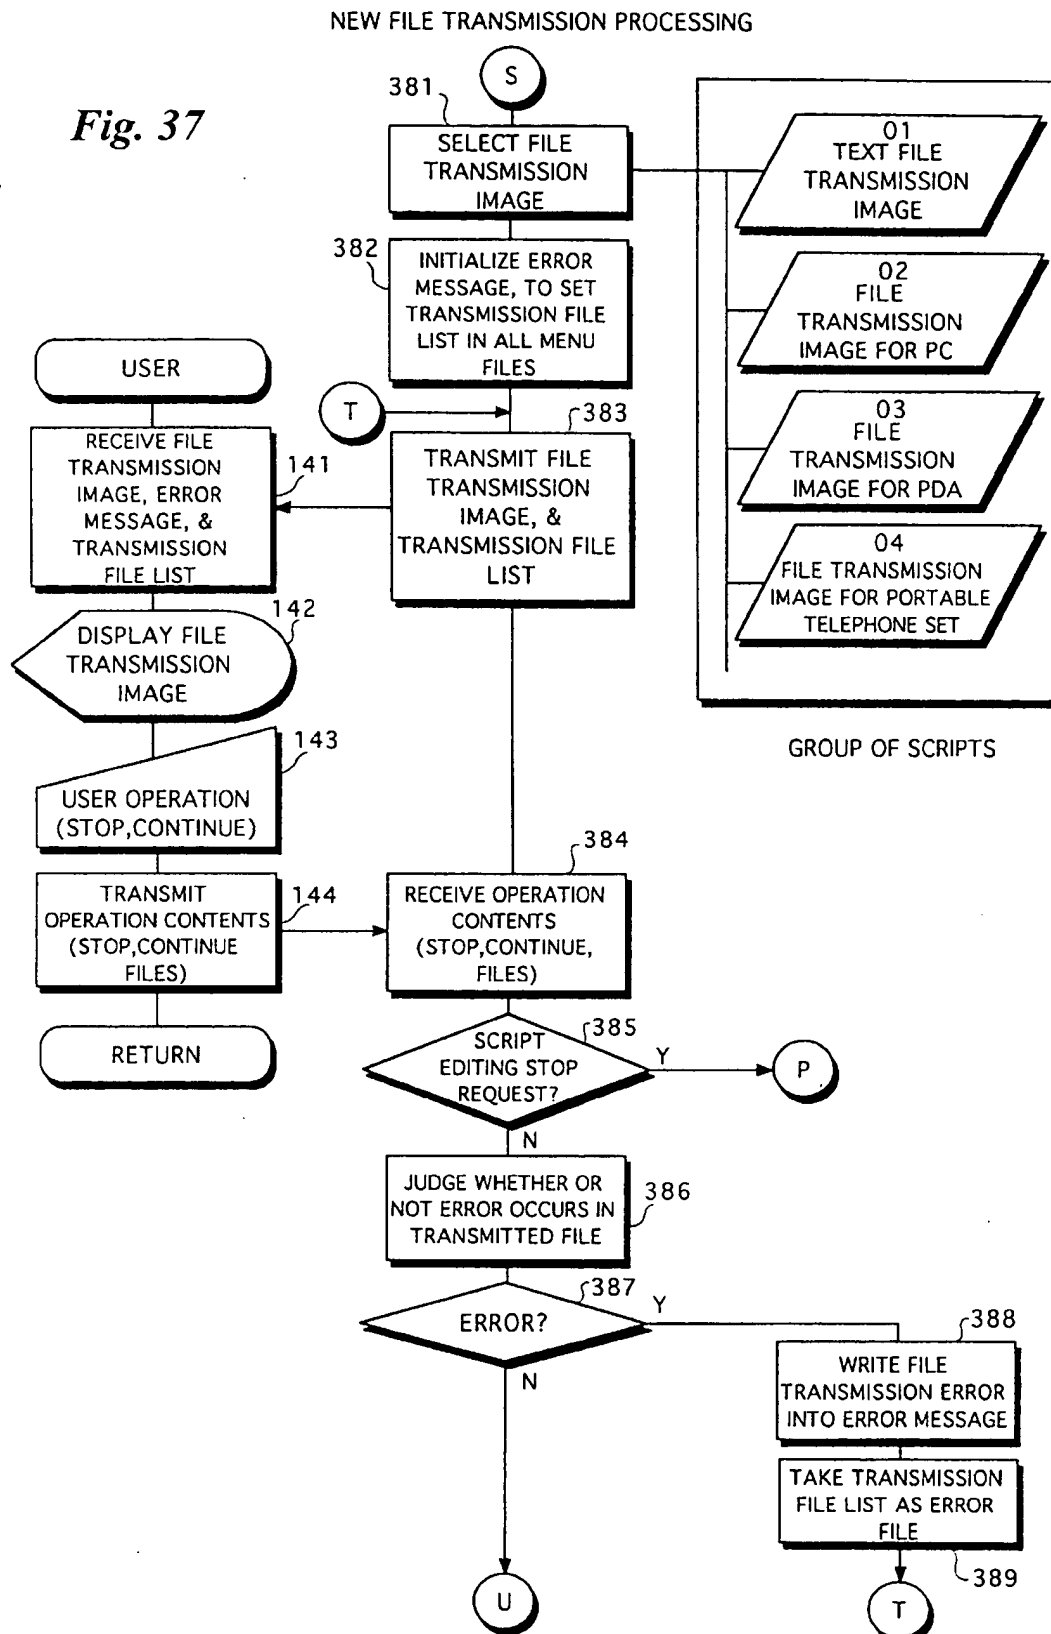 NEW FILE TRANSMISSION PROCESSING
Fig. 37
S
381
SELECT FILE
TRANSMISSION
IMAGE
01
TEXT FILE
TRANSMISSION
IMAGE
02
FILE
TRANSMISSION
IMAGE FOR PC
03
FILE
TRANSMISSION
IMAGE FOR PDA
04
FILE TRANSMISSION
IMAGE FOR PORTABLE
TELEPHONE SET
GROUP OF SCRIPTS
382
INITIALIZE ERROR
MESSAGE, TO SET
TRANSMISSION FILE
LIST IN ALL MENU
FILES
T
383
TRANSMIT FILE
TRANSMISSION
IMAGE, &
TRANSMISSION FILE
LIST
USER
RECEIVE FILE
TRANSMISSION
IMAGE, ERROR
MESSAGE, &
TRANSMISSION
FILE LIST
141
DISPLAY FILE
TRANSMISSION
IMAGE
142
USER OPERATION
(STOP,CONTINUE)
143
TRANSMIT
OPERATION CONTENTS
(STOP,CONTINUE
FILES)
144
RETURN
384
RECEIVE OPERATION
CONTENTS
(STOP,CONTINUE,
FILES)
385
SCRIPT
EDITING STOP
REQUEST?
Y
P
N
JUDGE WHETHER OR
NOT ERROR OCCURS IN
TRANSMITTED FILE
386
387
ERROR?
Y
N
388
WRITE FILE
TRANSMISSION ERROR
INTO ERROR MESSAGE
TAKE TRANSMISSION
FILE LIST AS ERROR
FILE
389
U
T